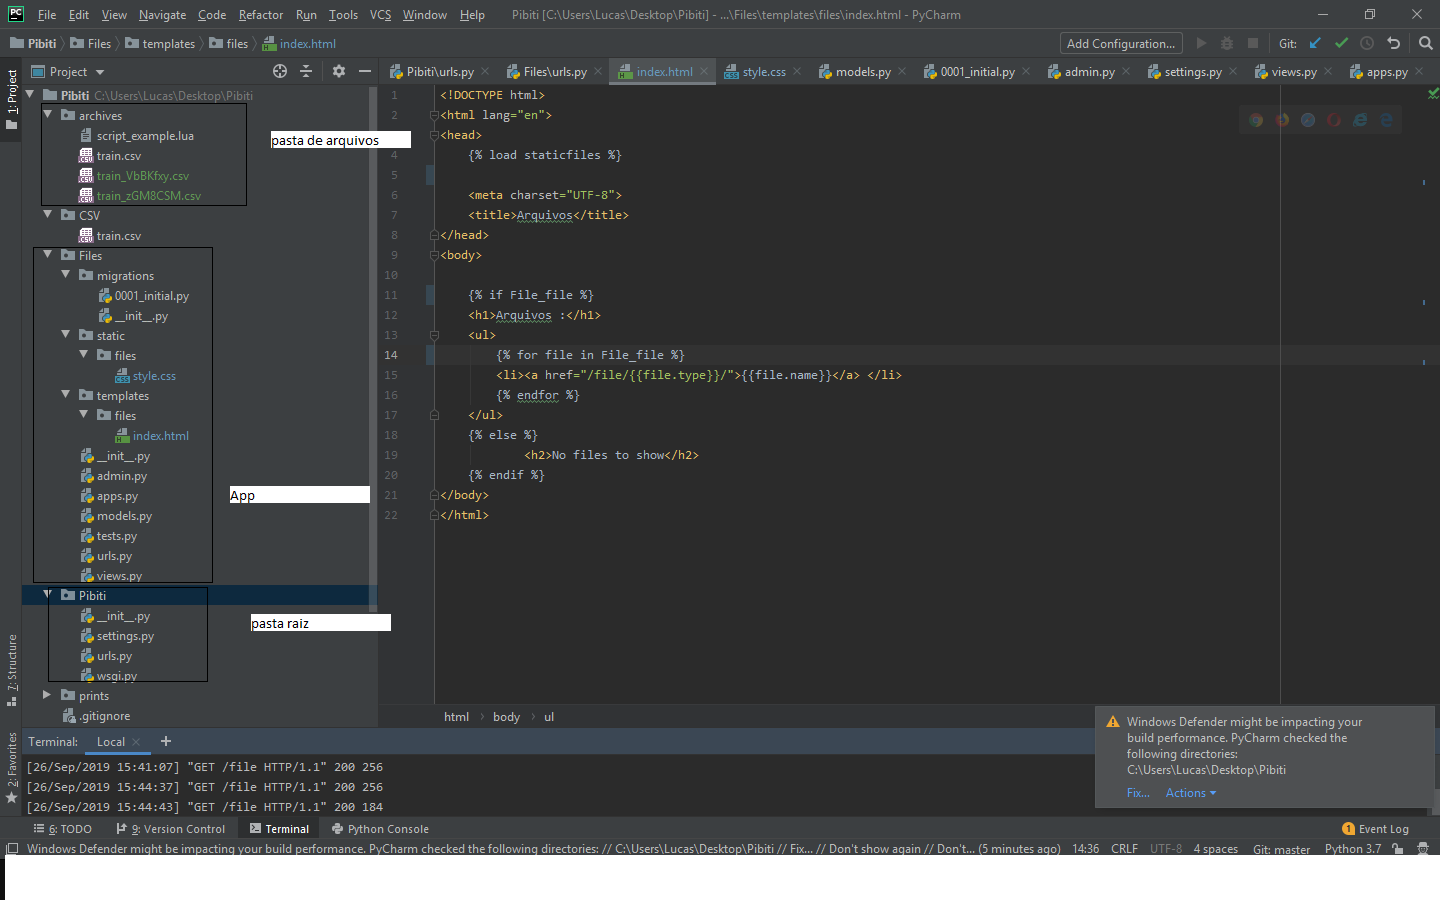 PC File Edit View Navigate Code Refactor Run Tools VCS Window Help Pibiti [C:\Users\Lucas\Desktop\Pibiti] - ...\Files\templates\files\index.html - PyCharm
Pibiti Files templates files index.html Add Configuration... Git:
Project Pibiti\urls.py Files\urls.py index.html style.css models.py 0001_initial.py admin.py settings.py views.py apps.py
1: Project
Pibiti C:\Users\Lucas\Desktop\Pibiti
archives
script_example.lua
train.csv
train_VbBKfxy.csv
train_zGM8CSM.csv
CSV
train.csv
Files
migrations
0001_initial.py
__init__.py
static
files
style.css
templates
files
index.html
__init__.py
admin.py
apps.py
models.py
tests.py
urls.py
views.py
Pibiti
__init__.py
settings.py
urls.py
wsgi.py
prints
.gitignore
pasta de arquivos
App
pasta raiz
1 <!DOCTYPE html>
2 <html lang="en">
<head>
4 {% load staticfiles %}
5
6 <meta charset="UTF-8">
7 <title>Arquivos</title>
8 </head>
9 <body>
10
11 {% if File_file %}
12 <h1>Arquivos :</h1>
13 <ul>
14 {% for file in File_file %}
15 <li><a href="/file/{{file.type}}/">{{file.name}}</a> </li>
16 {% endfor %}
17 </ul>
18 {% else %}
19 <h2>No files to show</h2>
20 {% endif %}
21 </body>
22 </html>
html body ul
7: Structure
2: Favorites
Terminal: Local +
[26/Sep/2019 15:41:07] "GET /file HTTP/1.1" 200 256
[26/Sep/2019 15:44:37] "GET /file HTTP/1.1" 200 256
[26/Sep/2019 15:44:43] "GET /file HTTP/1.1" 200 184
Windows Defender might be impacting your
build performance. PyCharm checked the
following directories:
C:\Users\Lucas\Desktop\Pibiti
Fix... Actions
6: TODO 9: Version Control Terminal Python Console 1 Event Log
Windows Defender might be impacting your build performance. PyCharm checked the following directories: // C:\Users\Lucas\Desktop\Pibiti // Fix... // Don't show again // Don't... (5 minutes ago) 14:36 CRLF UTF-8 4 spaces Git: master Python 3.7